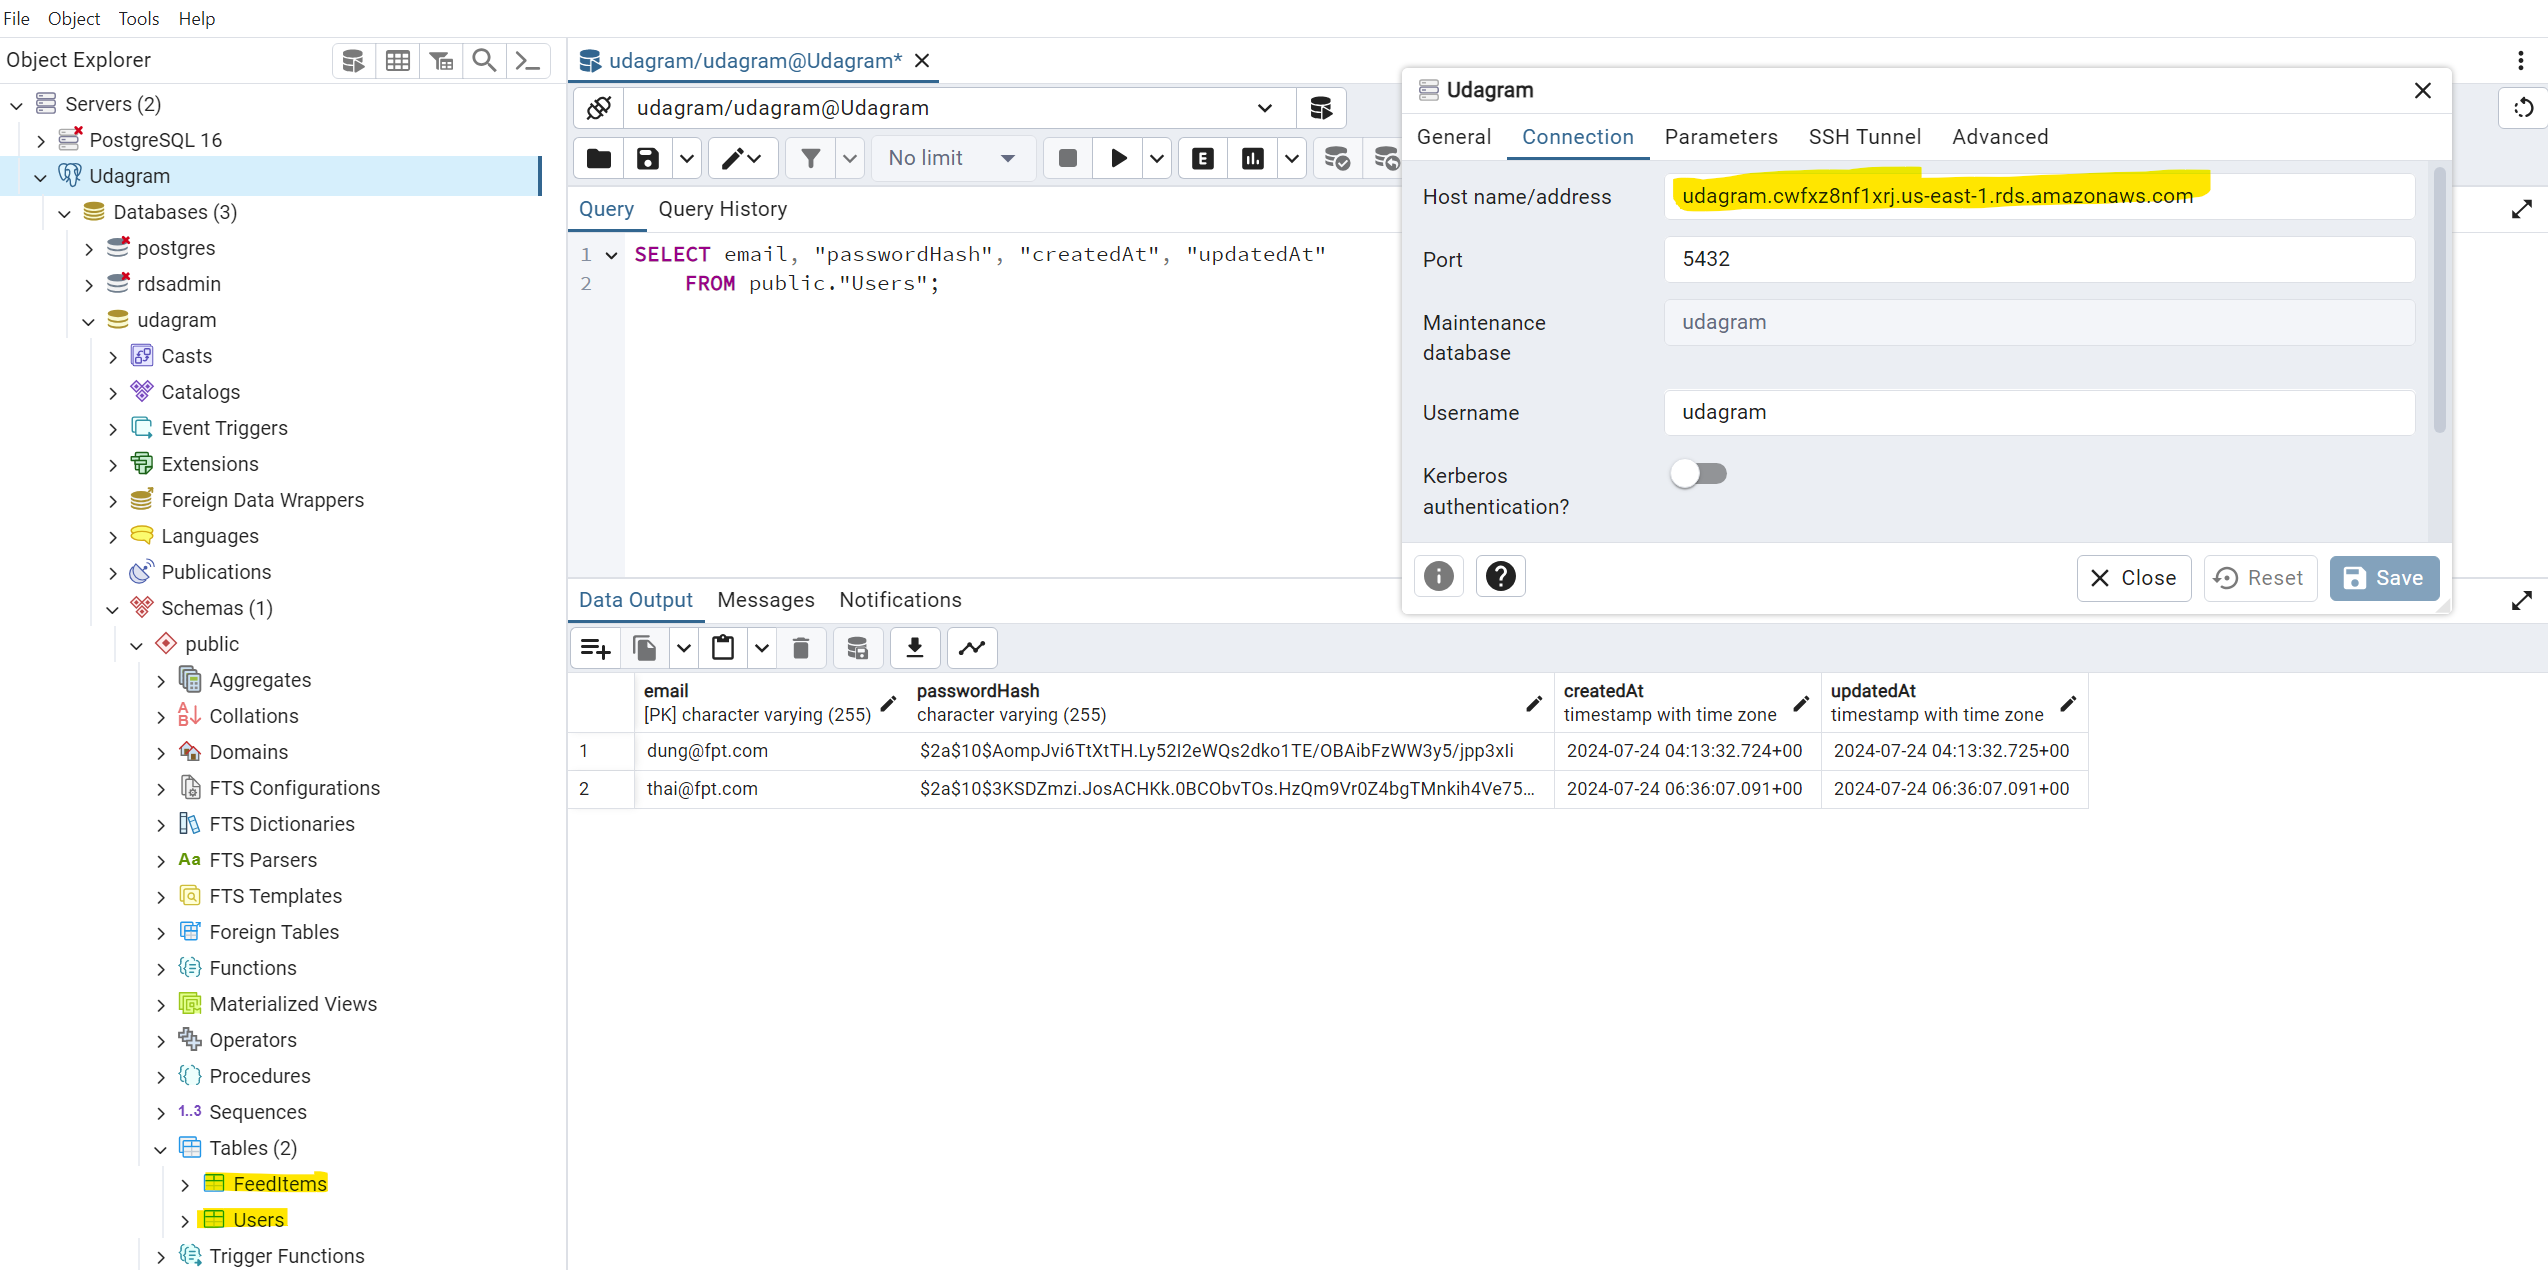 File Object Tools Help
Object Explorer
Servers (2)
PostgreSQL 16
Udagram
Databases (3)
postgres
rdsadmin
udagram
Casts
Catalogs
Event Triggers
Extensions
Foreign Data Wrappers
Languages
Publications
Schemas (1)
public
Aggregates
Collations
Domains
FTS Configurations
FTS Dictionaries
Aa FTS Parsers
FTS Templates
Foreign Tables
Functions
Materialized Views
Operators
Procedures
1..3 Sequences
Tables (2)
FeedItems
Users
Trigger Functions
udagram/udagram@Udagram*
udagram/udagram@Udagram
No limit
E
Query Query History
1 SELECT email, "passwordHash", "createdAt", "updatedAt"
2 FROM public."Users";
Udagram
General Connection Parameters SSH Tunnel Advanced
Host name/address udagram.cwfxz8nf1xrj.us-east-1.rds.amazonaws.com
Port 5432
Maintenance database udagram
Username udagram
Kerberos authentication?
Close Reset Save
Data Output Messages Notifications
email passwordHash createdAt updatedAt
[PK] character varying (255) character varying (255) timestamp with time zone timestamp with time zone
1 dung@fpt.com $2a$10$AompJvi6TtXtTH.Ly52I2eWQs2dko1TE/OBAibFzWW3y5/jpp3xIi 2024-07-24 04:13:32.724+00 2024-07-24 04:13:32.725+00
2 thai@fpt.com $2a$10$3KSDZmzi.JosACHKk.0BCObvTOs.HzQm9Vr0Z4bgTMnkih4Ve75... 2024-07-24 06:36:07.091+00 2024-07-24 06:36:07.091+00